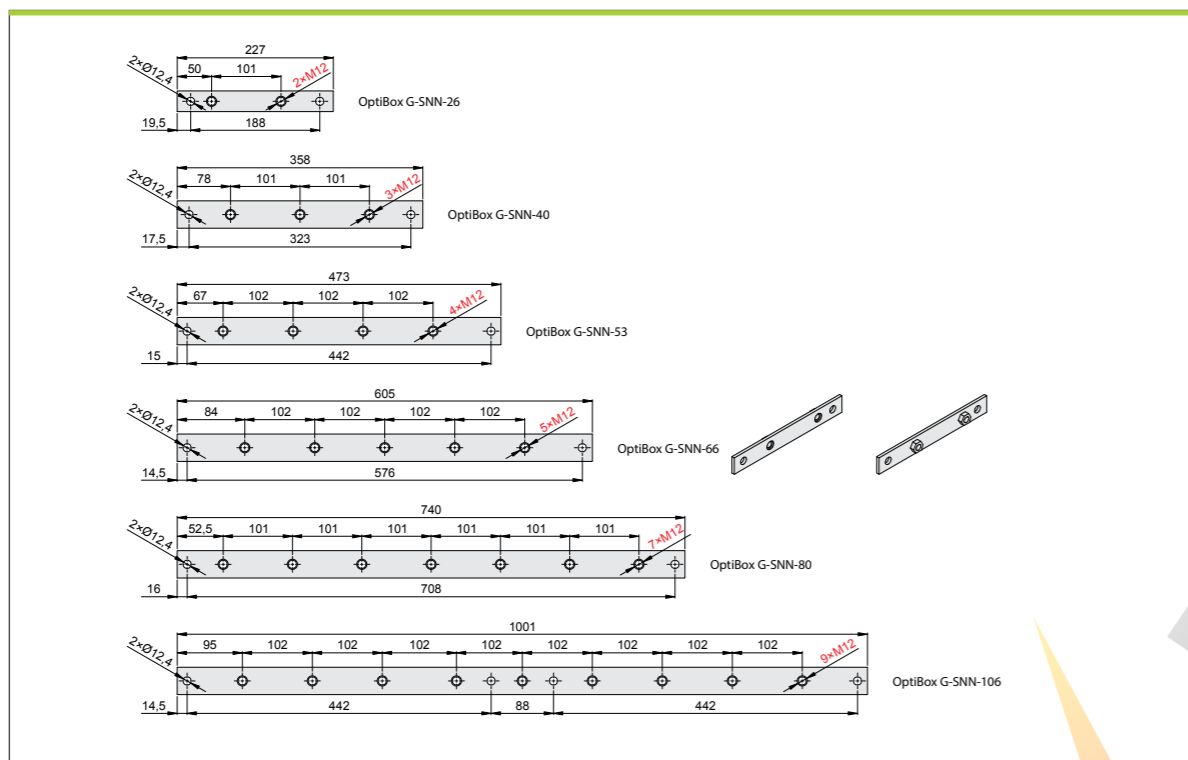 227
2×Ø12,4
50 101 2×M12
OptiBox G-SNN-26
19,5 188
358
2×Ø12,4
78 101 101 3×M12
OptiBox G-SNN-40
17,5 323
473
2×Ø12,4
67 102 102 102 4×M12
OptiBox G-SNN-53
15 442
605
2×Ø12,4
84 102 102 102 102 5×M12
OptiBox G-SNN-66
14,5 576
740
2×Ø12,4
52,5 101 101 101 101 101 101 7×M12
OptiBox G-SNN-80
16 708
1001
2×Ø12,4
95 102 102 102 102 102 102 102 102 9×M12
OptiBox G-SNN-106
14,5 442 88 442